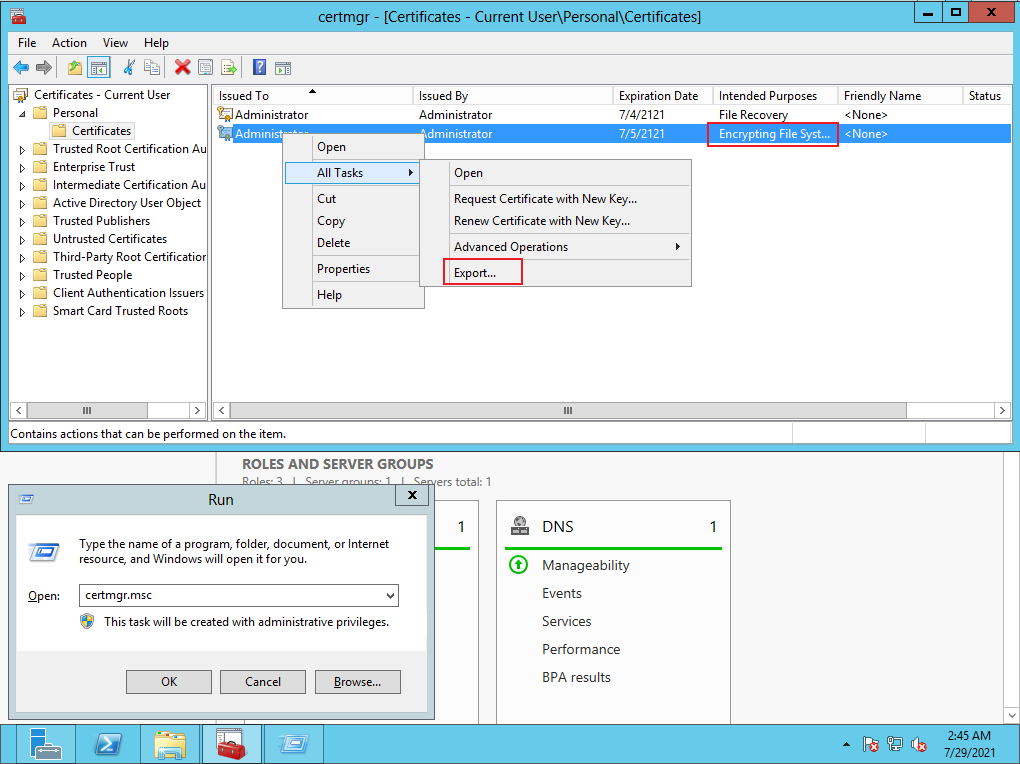 certmgr - [Certificates - Current User\Personal\Certificates]
File Action View Help
Certificates - Current User
Personal
Certificates
Trusted Root Certification Au
Enterprise Trust
Intermediate Certification Au
Active Directory User Object
Trusted Publishers
Untrusted Certificates
Third-Party Root Certification
Trusted People
Client Authentication Issuers
Smart Card Trusted Roots
Issued To Issued By Expiration Date Intended Purposes Friendly Name Status
Administrator Administrator 7/4/2121 File Recovery <None>
Administrator Administrator 7/5/2121 Encrypting File Syst... <None>
Open
All Tasks
Cut
Copy
Delete
Properties
Help
Open
Request Certificate with New Key...
Renew Certificate with New Key...
Advanced Operations
Export...
Contains actions that can be performed on the item.
ROLES AND SERVER GROUPS
Roles: 3 | Server groups: 1 | Servers total: 1
1
DNS 1
Manageability
Events
Services
Performance
BPA results
Run
Type the name of a program, folder, document, or Internet
resource, and Windows will open it for you.
Open: certmgr.msc
This task will be created with administrative privileges.
OK Cancel Browse...
2:45 AM
7/29/2021